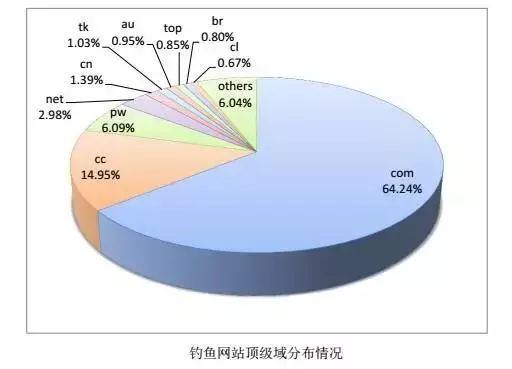 br
0.80%
au
0.95%
top
0.85%
tk
1.03%
cl
0.67%
cn
1.39%
others
6.04%
net
2.98%
pw
6.09%
cc
14.95%
com
64.24%
钓鱼网站顶级域分布情况